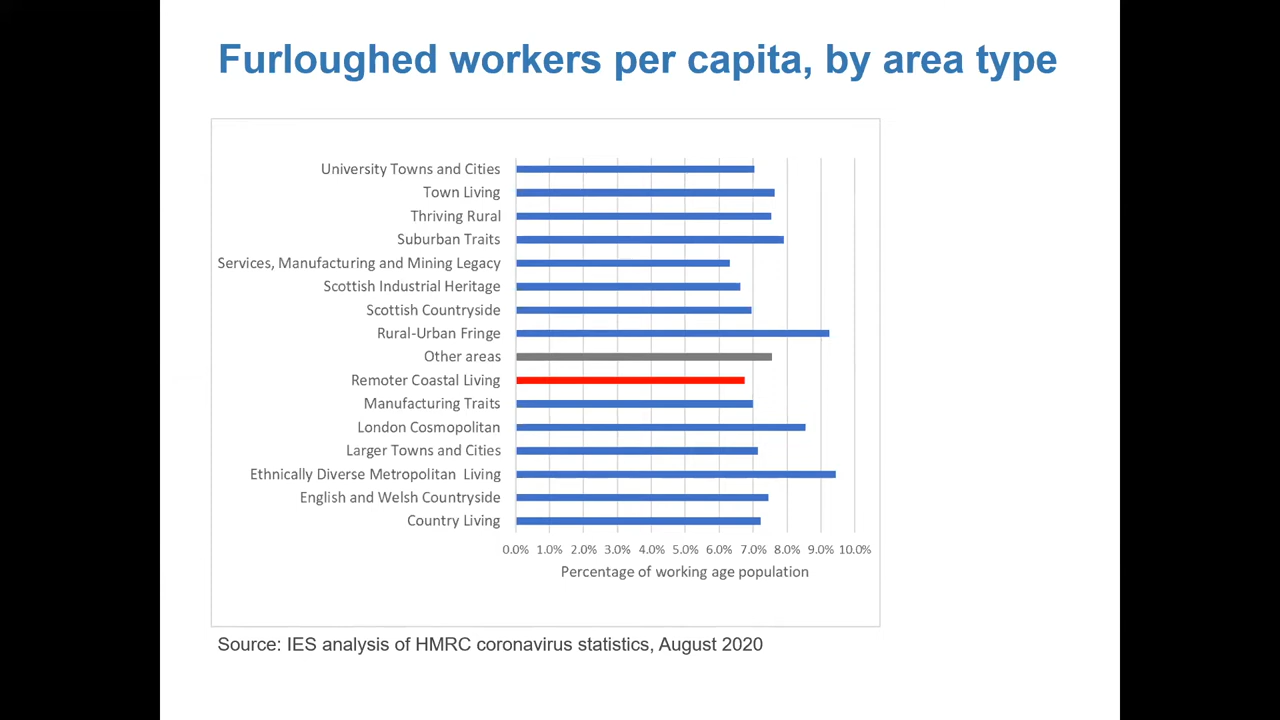 Furloughed workers per capita, by area type
University Towns and Cities
Town Living
Thriving Rural
Suburban Traits
Services, Manufacturing and Mining Legacy
Scottish Industrial Heritage
Scottish Countryside
Rural-Urban Fringe
Other areas
Remoter Coastal Living
Manufacturing Traits
London Cosmopolitan
Larger Towns and Cities
Ethnically Diverse Metropolitan Living
English and Welsh Countryside
Country Living
0.0% 1.0% 2.0% 3.0% 4.0% 5.0% 6.0% 7.0% 8.0% 9.0% 10.0%
Percentage of working age population
Source: IES analysis of HMRC coronavirus statistics, August 2020